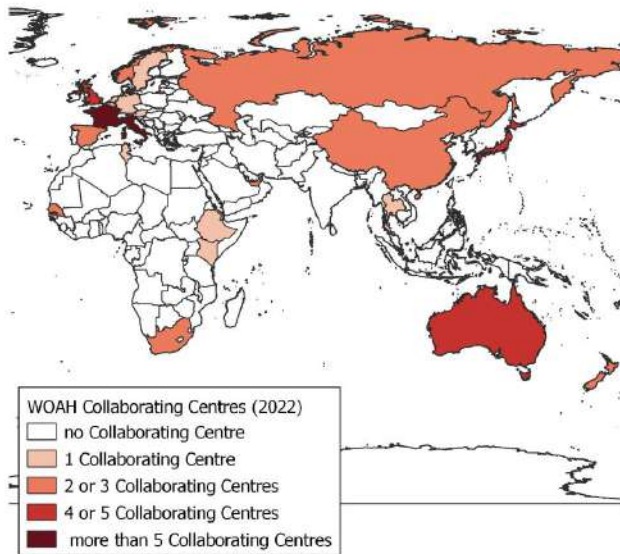 WOAH Collaborating Centres (2022)
no Collaborating Centre
1 Collaborating Centre
2 or 3 Collaborating Centres
4 or 5 Collaborating Centres
more than 5 Collaborating Centres